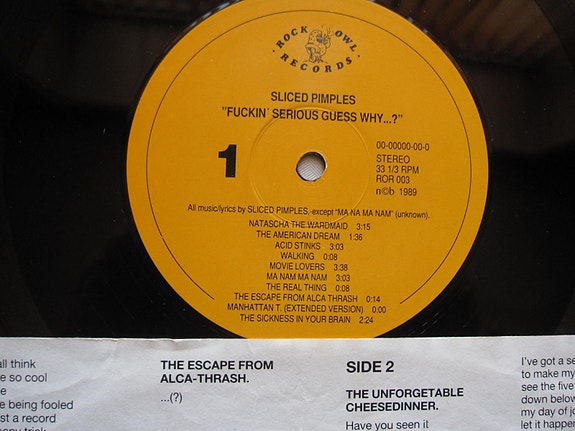 ROCK OWL
RECORDS
SLICED PIMPLES
"FUCKIN' SERIOUS GUESS WHY...?"
1
00-00000-00-0
STEREO
33 1/3 RPM
ROR 003
n©b 1989
All music/lyrics by SLICED PIMPLES, except "MA NA MA NAM" (unknown).
NATASCHA THE WARDMAID 3:15
THE AMERICAN DREAM 1:36
ACID STINKS 3:03
WALKING 0:08
MOVIE LOVERS 3:38
MA NAM MA NAM 3:03
THE REAL THING 0:08
THE ESCAPE FROM ALCA THRASH 0:14
MANHATTAN T. (EXTENDED VERSION) 0:00
THE SICKNESS IN YOUR BRAIN 2:24
all think
e so cool
e
e being fooled
st a record
THE ESCAPE FROM
ALCA-THRASH.
...(?)
SIDE 2
THE UNFORGETABLE
CHEESEDINNER.
Have you seen it
I've got a se
to make my
see the five
down below
my day of jo
let it happen